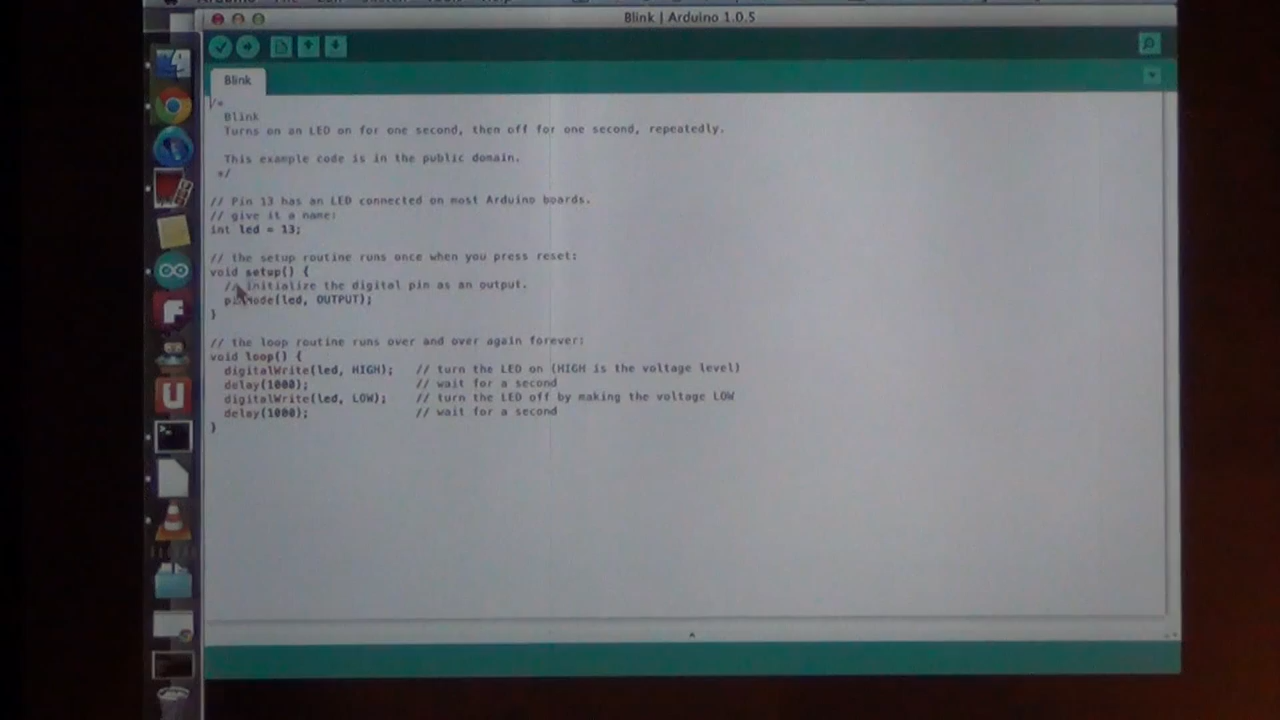 Blink | Arduino 1.0.5
Blink
/*
Blink
Turns on an LED on for one second, then off for one second, repeatedly.
This example code is in the public domain.
*/
// Pin 13 has an LED connected on most Arduino boards.
// give it a name:
int led = 13;
// the setup routine runs once when you press reset:
void setup() {
// initialize the digital pin as an output.
pinMode(led, OUTPUT);
}
// the loop routine runs over and over again forever:
void loop() {
digitalWrite(led, HIGH); // turn the LED on (HIGH is the voltage level)
delay(1000); // wait for a second
digitalWrite(led, LOW); // turn the LED off by making the voltage LOW
delay(1000); // wait for a second
}